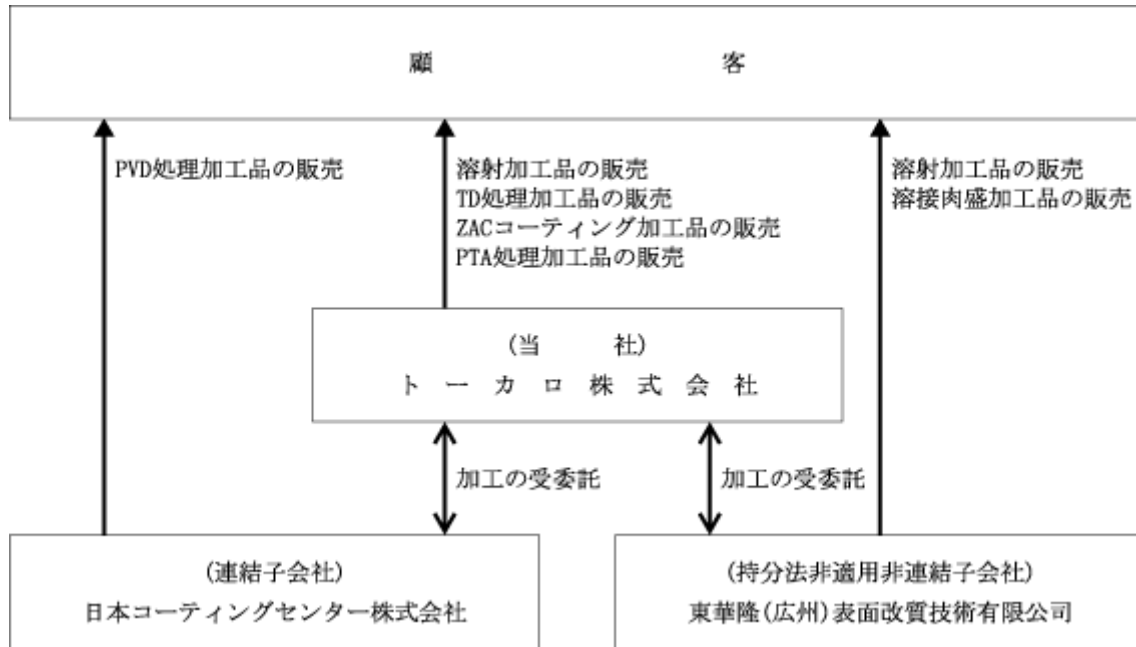 顧　客
PVD処理加工品の販売
溶射加工品の販売
TD処理加工品の販売
ZACコーティング加工品の販売
PTA処理加工品の販売
溶射加工品の販売
溶接肉盛加工品の販売
(当　社)
トーカロ株式会社
加工の受委託
加工の受委託
(連結子会社)
日本コーティングセンター株式会社
(持分法非適用非連結子会社)
東華隆(広州)表面改質技術有限公司